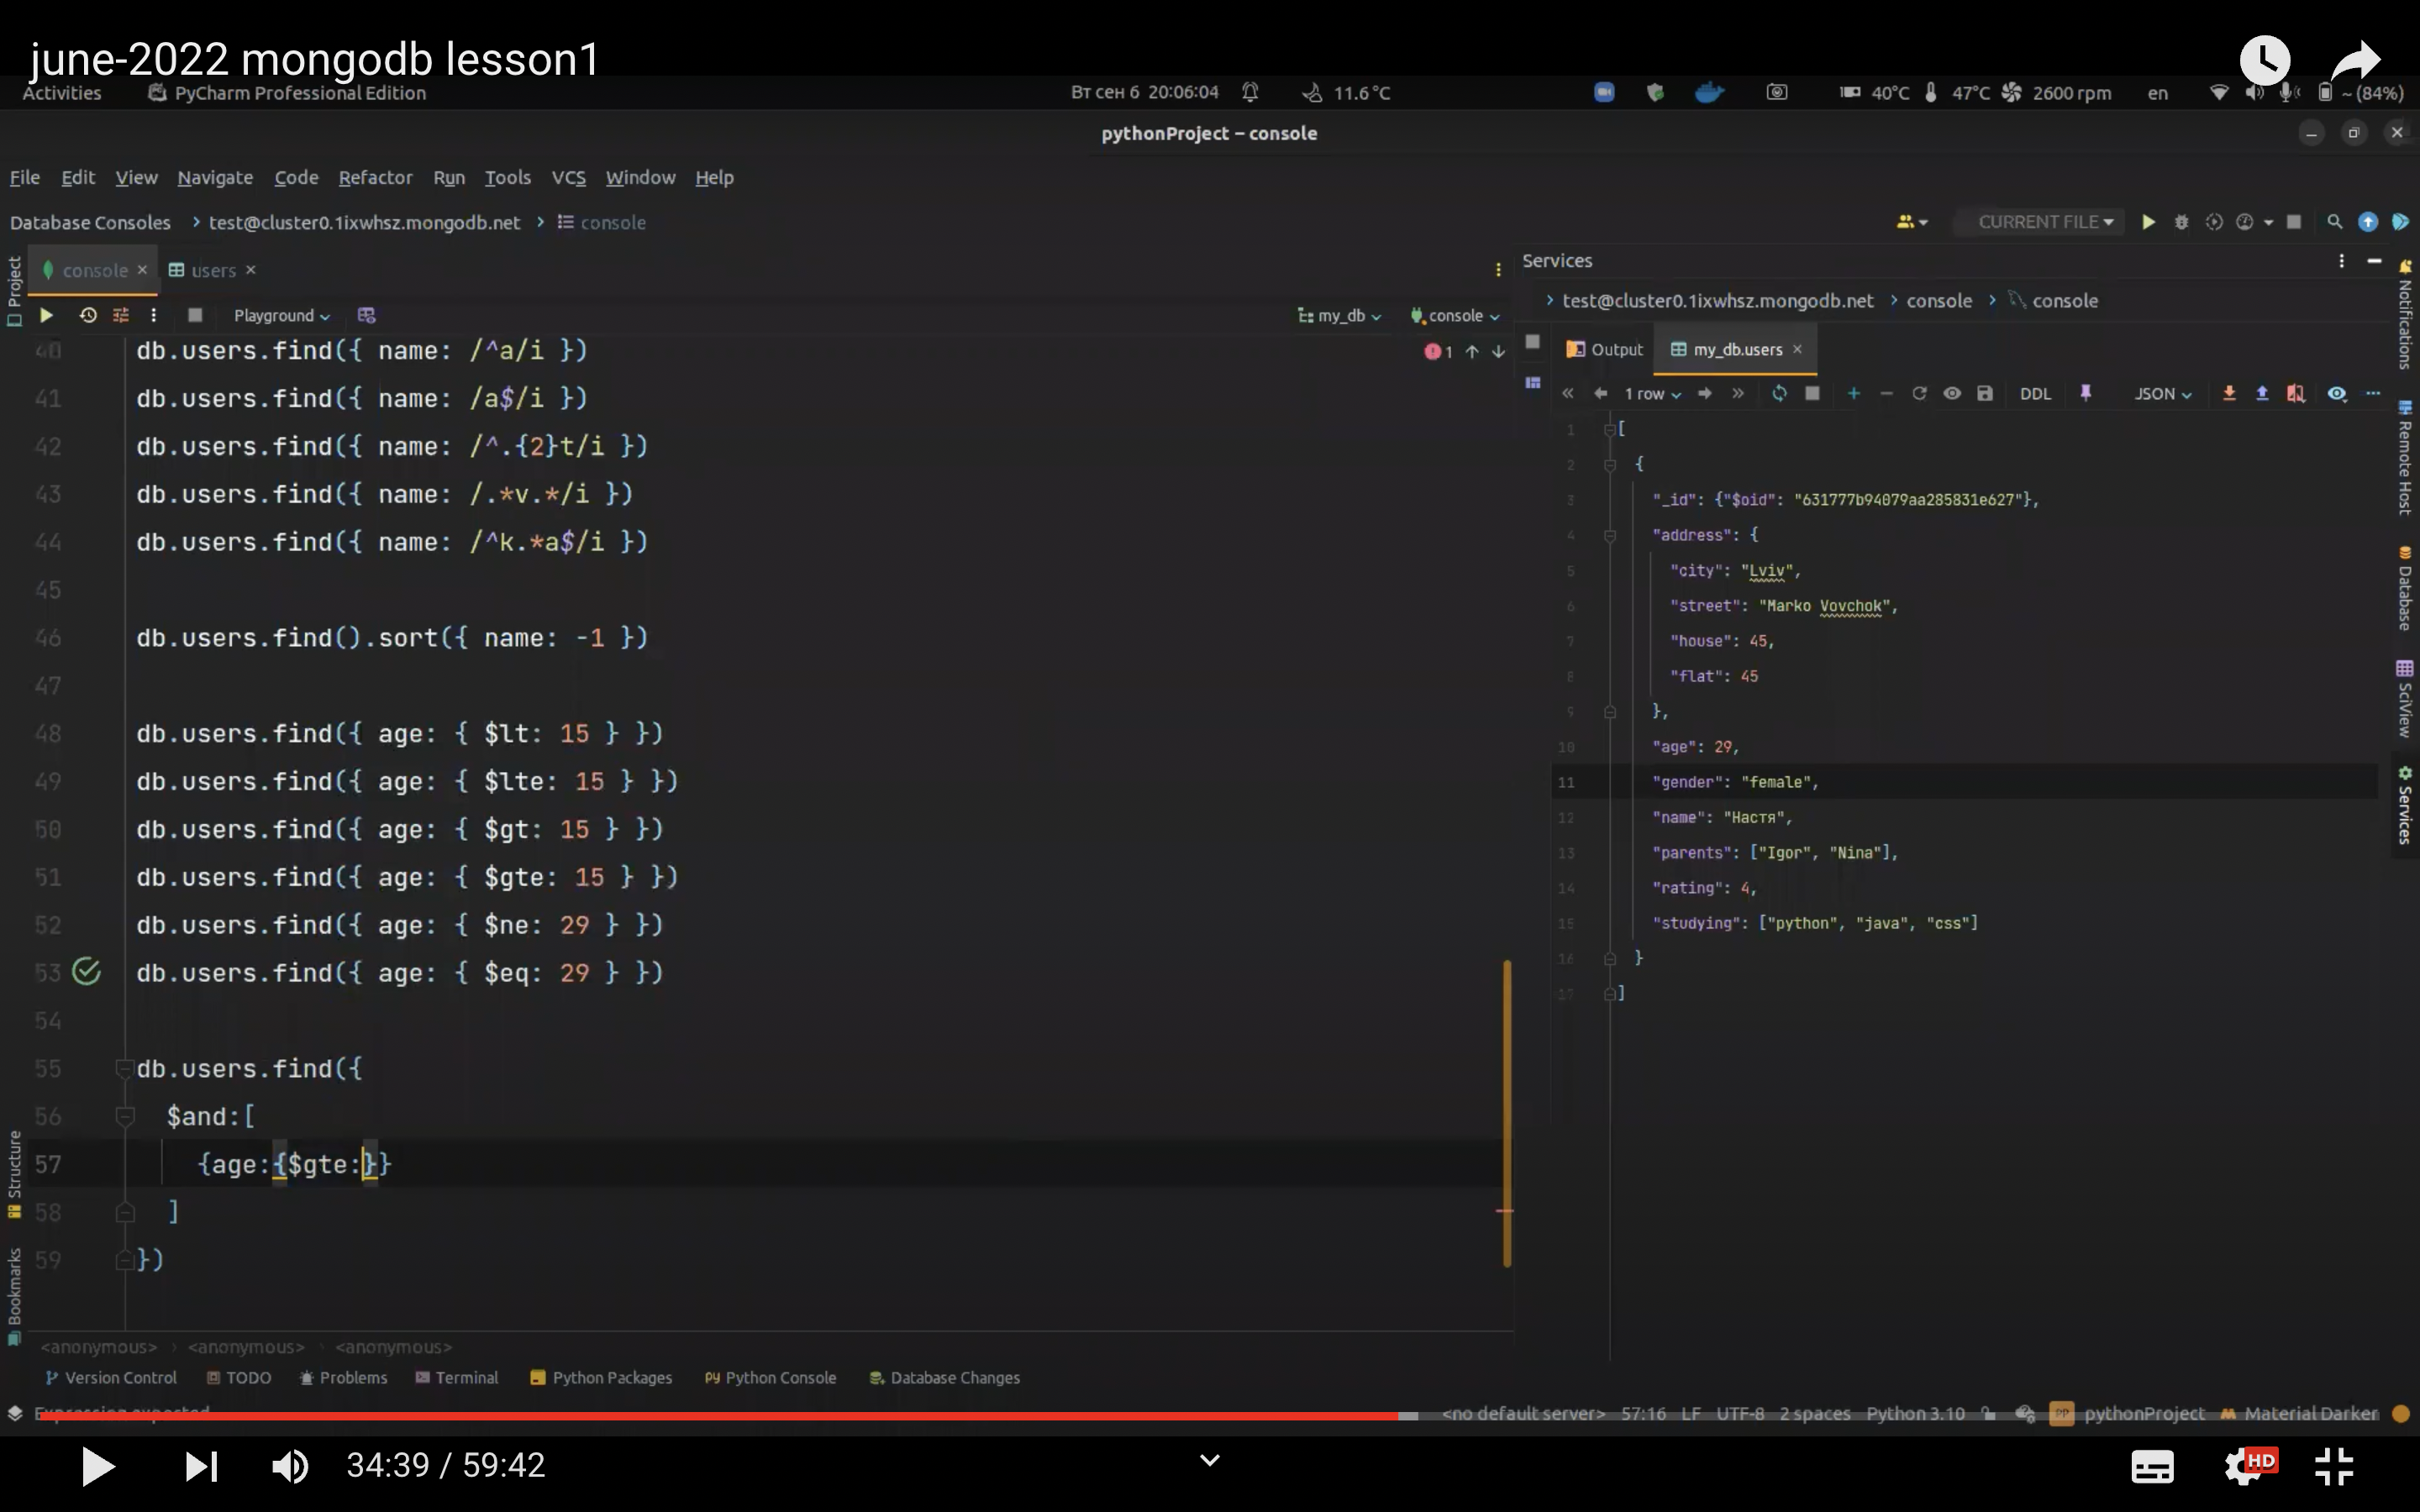 june-2022 mongodb lesson1
Activities PyCharm Professional Edition Вт сен 6 20:06:04 11.6°C 40°C 47°C 2600 rpm en ~ (84%)
pythonProject – console
File Edit View Navigate Code Refactor Run Tools VCS Window Help
Database Consoles test@cluster0.1ixwhsz.mongodb.net console CURRENT FILE
console users
Playground my_db console
Project
40 db.users.find({ name: /^a/i })
1
41 db.users.find({ name: /a$/i })
42 db.users.find({ name: /^.{2}t/i })
43 db.users.find({ name: /.*v.*/i })
44 db.users.find({ name: /^k.*a$/i })
45
46 db.users.find().sort({ name: -1 })
47
48 db.users.find({ age: { $lt: 15 } })
49 db.users.find({ age: { $lte: 15 } })
50 db.users.find({ age: { $gt: 15 } })
51 db.users.find({ age: { $gte: 15 } })
52 db.users.find({ age: { $ne: 29 } })
53 db.users.find({ age: { $eq: 29 } })
54
55 db.users.find({
56 $and:[
57 {age:{$gte:}}
58 ]
59 })
Structure
Bookmarks
<anonymous> <anonymous> <anonymous>
Services
test@cluster0.1ixwhsz.mongodb.net console console
Output my_db.users
1 row DDL JSON
1 [
2 {
3 "_id": {"$oid": "631777b94079aa285831e627"},
4 "address": {
5 "city": "Lviv",
6 "street": "Marko Vovchok",
7 "house": 45,
8 "flat": 45
9 },
10 "age": 29,
11 "gender": "female",
12 "name": "Настя",
13 "parents": ["Igor", "Nina"],
14 "rating": 4,
15 "studying": ["python", "java", "css"]
16 }
17 ]
Notifications
Remote Host
Database
SciView
Services
Version Control TODO Problems Terminal Python Packages Python Console Database Changes
Expression expected <no default server> 57:16 LF UTF-8 2 spaces Python 3.10 PP pythonProject Material Darker
34:39 / 59:42 HD